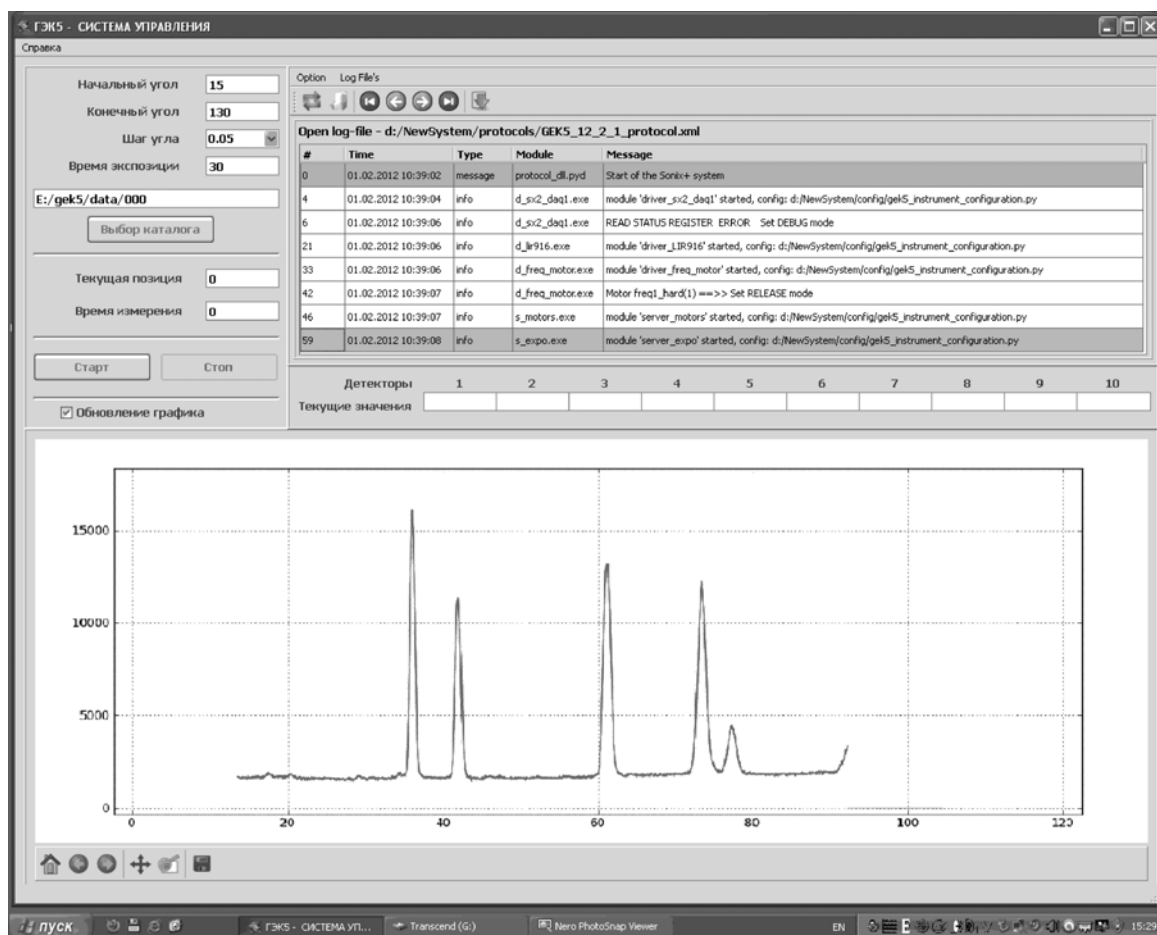 ГЭК5 - СИСТЕМА УПРАВЛЕНИЯ
Справка
Начальный угол 15
Конечный угол 130
Шаг угла 0.05
Время экспозиции 30
E:/gek5/data/000
Выбор каталога
Текущая позиция 0
Время измерения 0
Старт Стоп
Обновление графика
Option Log File's
Open log-file - d:/NewSystem/protocols/GEK5_12_2_1_protocol.xml
# Time Type Module Message
0 01.02.2012 10:39:02 message protocol_dll.pyd Start of the Sonix+ system
4 01.02.2012 10:39:04 info d_sx2_daq1.exe module 'driver_sx2_daq1' started, config: d:/NewSystem/config/gek5_instrument_configuration.py
6 01.02.2012 10:39:06 info d_sx2_daq1.exe READ STATUS REGISTER ERROR Set DEBUG mode
21 01.02.2012 10:39:06 info d_lir916.exe module 'driver_LIR916' started, config: d:/NewSystem/config/gek5_instrument_configuration.py
33 01.02.2012 10:39:06 info d_freq_motor.exe module 'driver_freq_motor' started, config: d:/NewSystem/config/gek5_instrument_configuration.py
42 01.02.2012 10:39:07 info d_freq_motor.exe Motor freq1_hard(1) ==>> Set RELEASE mode
46 01.02.2012 10:39:07 info s_motors.exe module 'server_motors' started, config: d:/NewSystem/config/gek5_instrument_configuration.py
59 01.02.2012 10:39:08 info s_expo.exe module 'server_expo' started, config: d:/NewSystem/config/gek5_instrument_configuration.py
Детекторы 1 2 3 4 5 6 7 8 9 10
Текущие значения
15000
10000
5000
0
0 20 40 60 80 100 120
пуск ГЭК5 - СИСТЕМА УП... Transcend (G:) Nero PhotoSnap Viewer EN 15:29